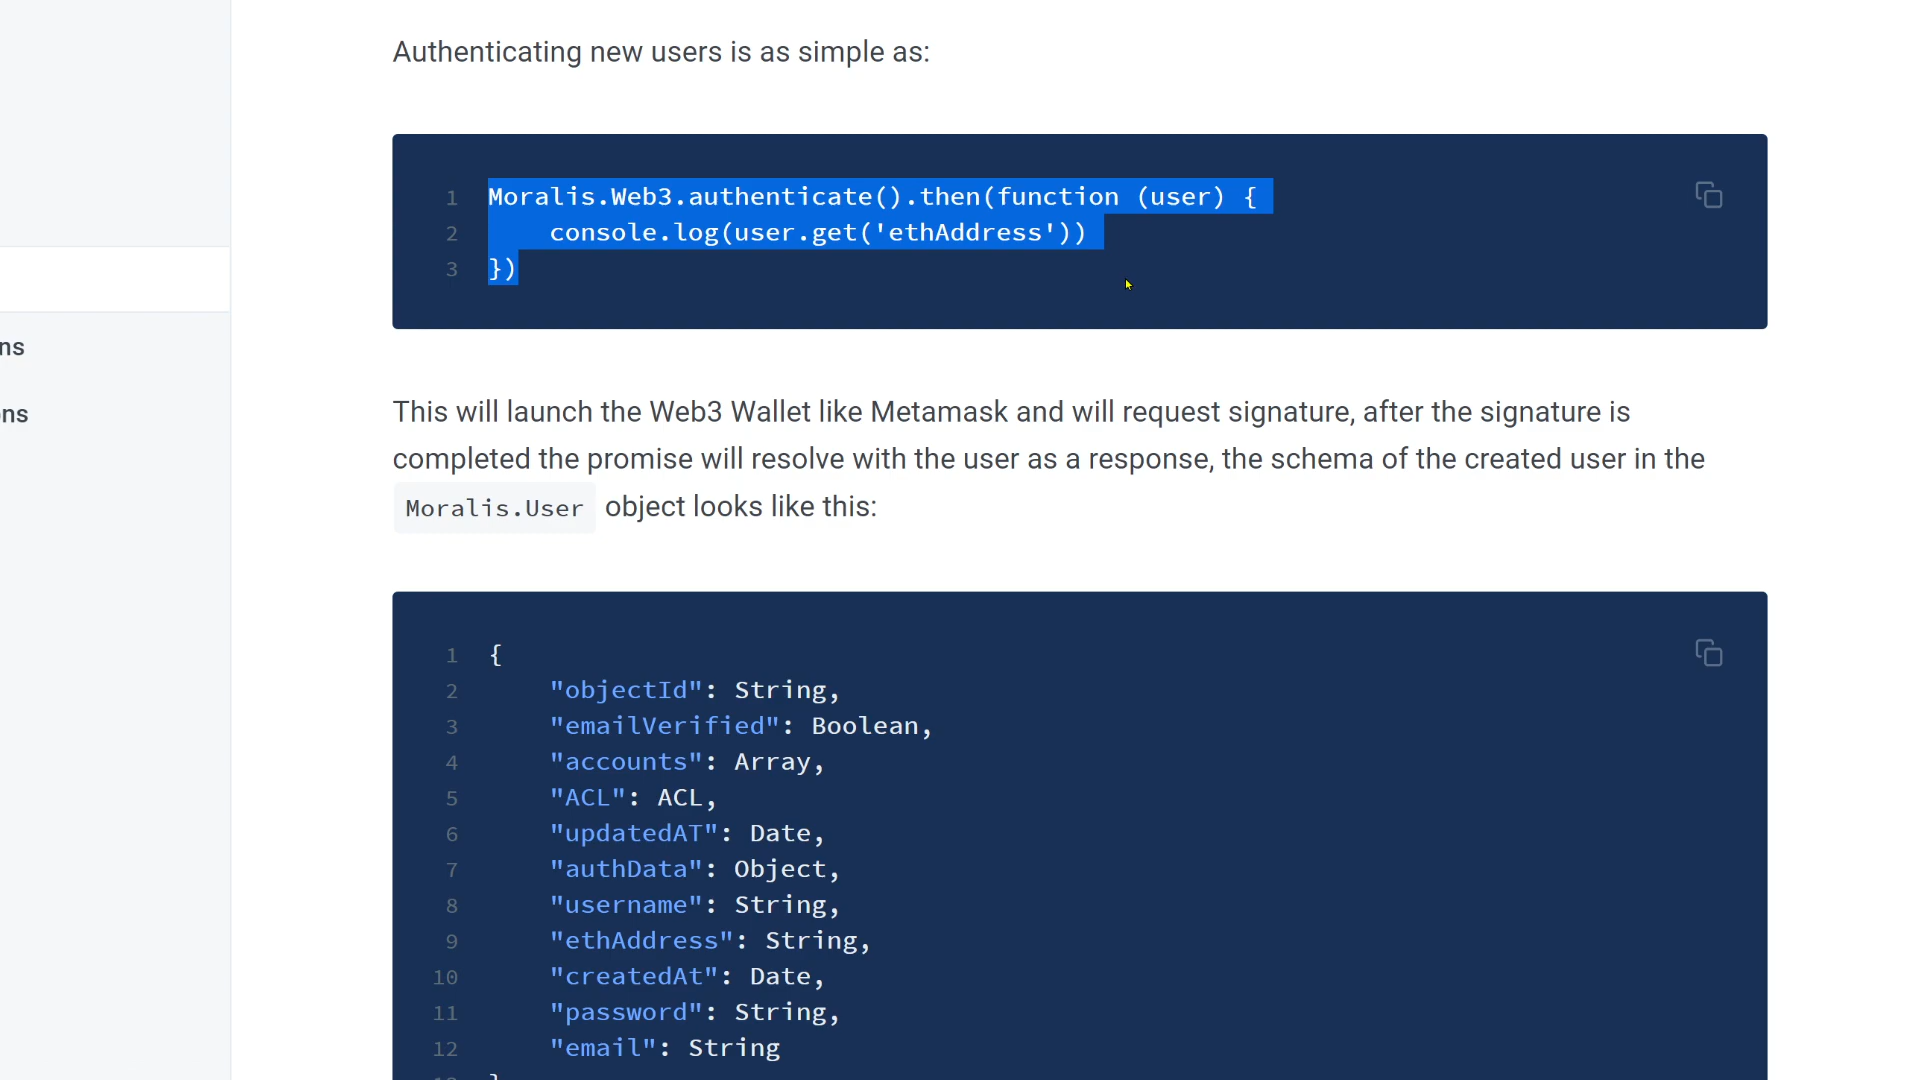 Authenticating new users is as simple as:
1 Moralis.Web3.authenticate().then(function (user) {
2     console.log(user.get('ethAddress'))
3 })
ns
ns
This will launch the Web3 Wallet like Metamask and will request signature, after the signature is
completed the promise will resolve with the user as a response, the schema of the created user in the
Moralis.User object looks like this:
1 {
2     "objectId": String,
3     "emailVerified": Boolean,
4     "accounts": Array,
5     "ACL": ACL,
6     "updatedAT": Date,
7     "authData": Object,
8     "username": String,
9     "ethAddress": String,
10     "createdAt": Date,
11     "password": String,
12     "email": String